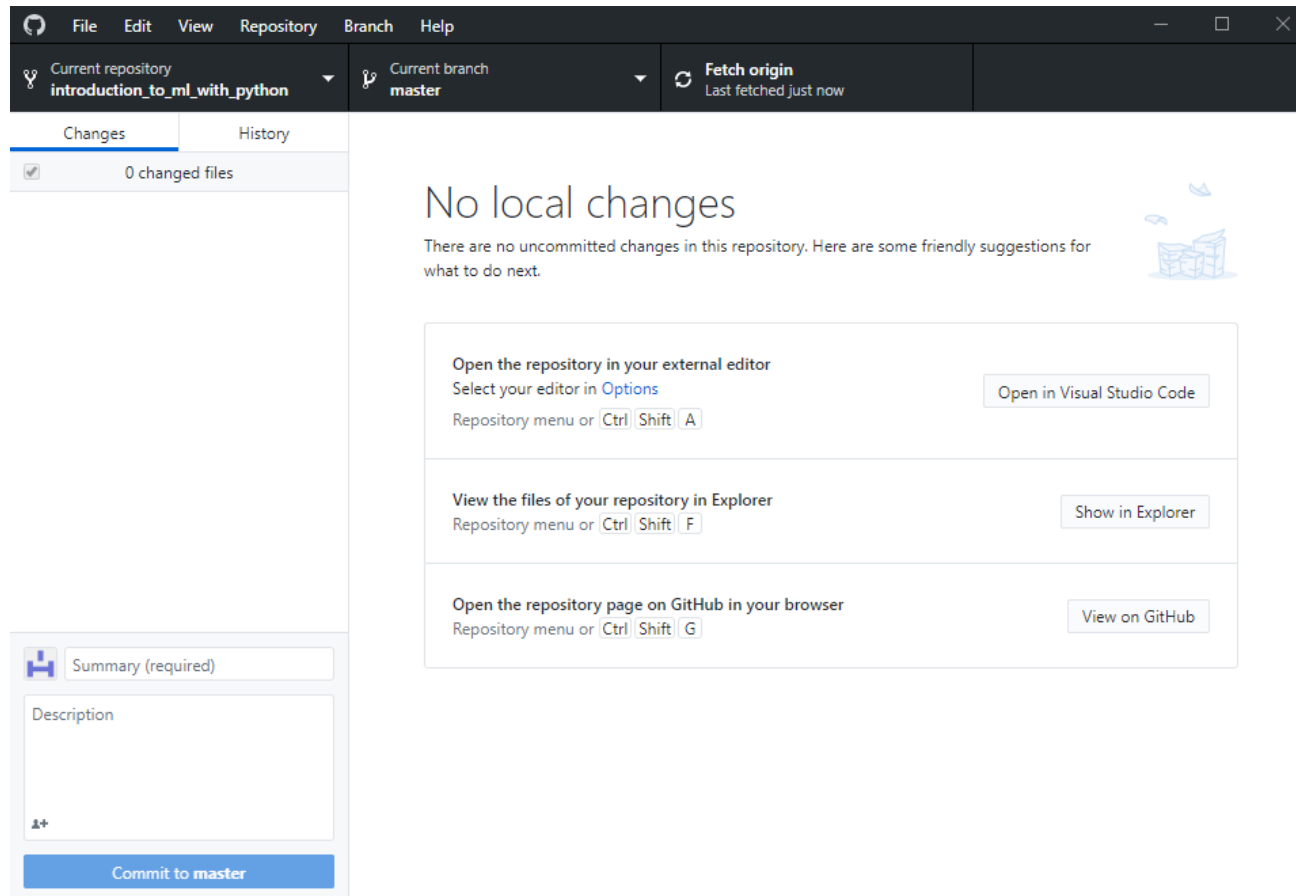 File Edit View Repository Branch Help
Current repository
introduction_to_ml_with_python
Current branch
master
Fetch origin
Last fetched just now
Changes History
0 changed files
No local changes
There are no uncommitted changes in this repository. Here are some friendly suggestions for
what to do next.
Open the repository in your external editor
Select your editor in Options
Repository menu or Ctrl Shift A
Open in Visual Studio Code
View the files of your repository in Explorer
Repository menu or Ctrl Shift F
Show in Explorer
Open the repository page on GitHub in your browser
Repository menu or Ctrl Shift G
View on GitHub
Summary (required)
Description
Commit to master